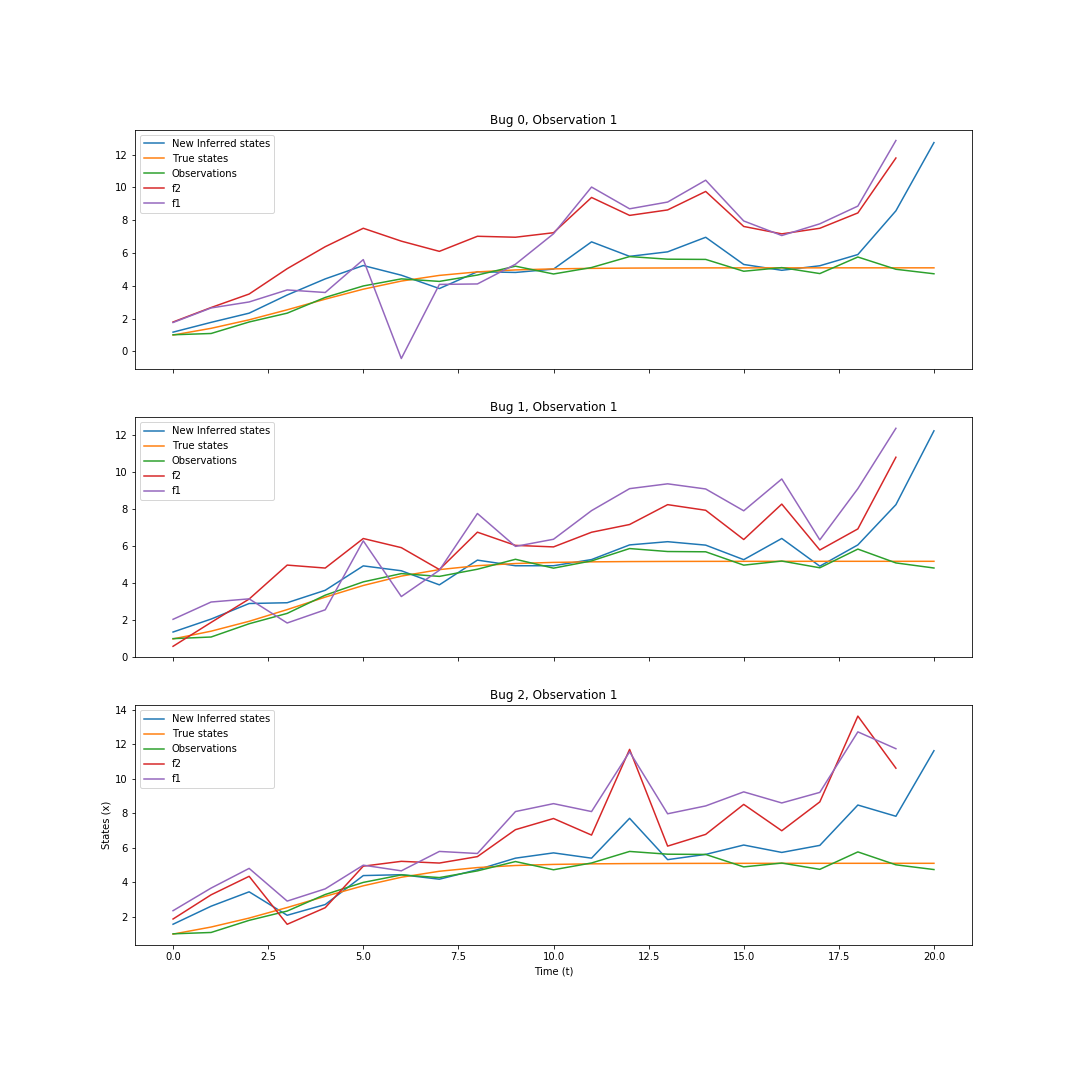 Bug 0, Observation 1
New Inferred states
True states
Observations
f2
f1
12
10
8
6
4
2
0
Bug 1, Observation 1
New Inferred states
True states
Observations
f2
f1
12
10
8
6
4
2
0
Bug 2, Observation 1
New Inferred states
True states
Observations
f2
f1
14
12
10
8
6
4
2
States (x)
0.0 2.5 5.0 7.5 10.0 12.5 15.0 17.5 20.0
Time (t)